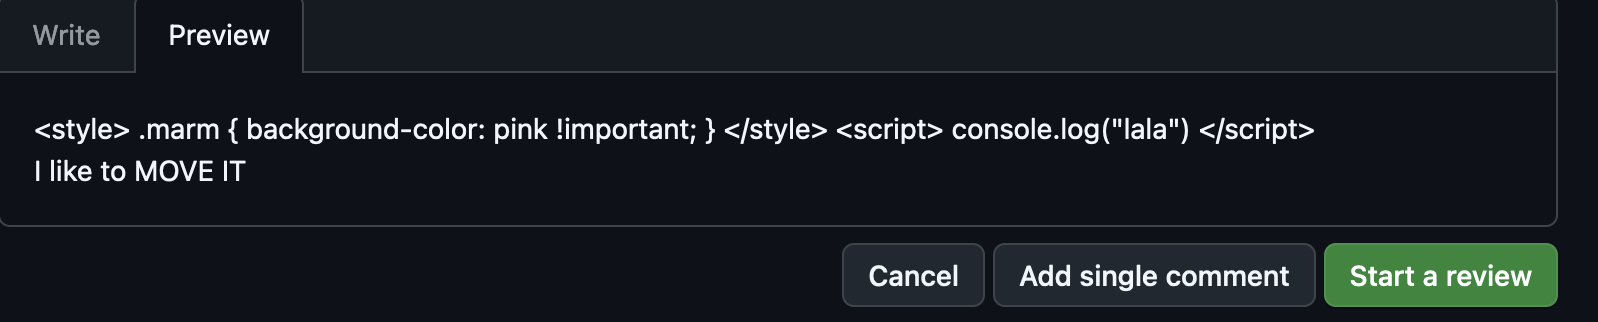 Write
Preview
<style> .marm { background-color: pink !important; } </style> <script> console.log("lala") </script>
I like to MOVE IT
Cancel
Add single comment
Start a review